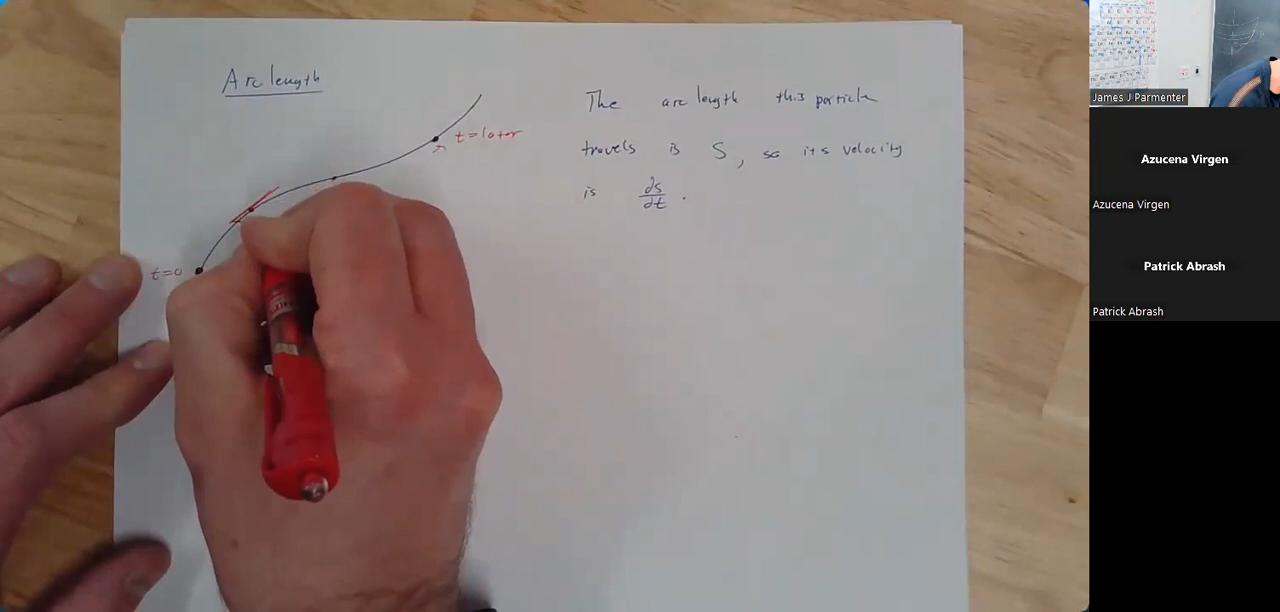 Arc length
t=later
t=0
The arc length this particle
travels is S, so its velocity
is ds/dt.
James J Parmenter
Azucena Virgen
Azucena Virgen
Patrick Abrash
Patrick Abrash